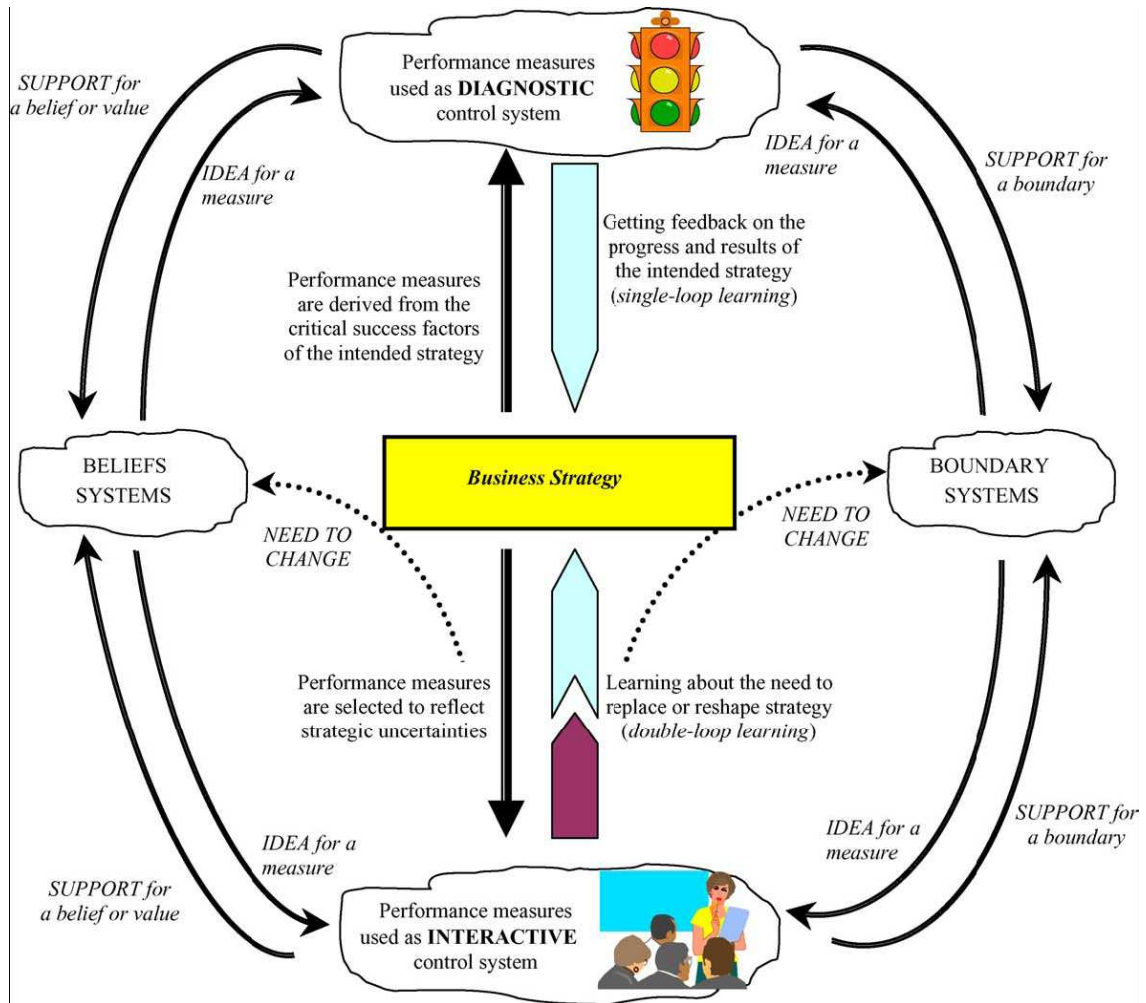 Performance measures
used as DIAGNOSTIC
control system
SUPPORT for
a belief or value
IDEA for a
measure
IDEA for a
measure
SUPPORT for
a boundary
Performance measures
are derived from the
critical success factors
of the intended strategy
Getting feedback on the
progress and results of
the intended strategy
(single-loop learning)
BELIEFS
SYSTEMS
Business Strategy
BOUNDARY
SYSTEMS
NEED TO
CHANGE
NEED TO
CHANGE
Performance measures
are selected to reflect
strategic uncertainties
Learning about the need to
replace or reshape strategy
(double-loop learning)
IDEA for a
measure
SUPPORT for
a belief or value
IDEA for a
measure
SUPPORT for
a boundary
Performance measures
used as INTERACTIVE
control system